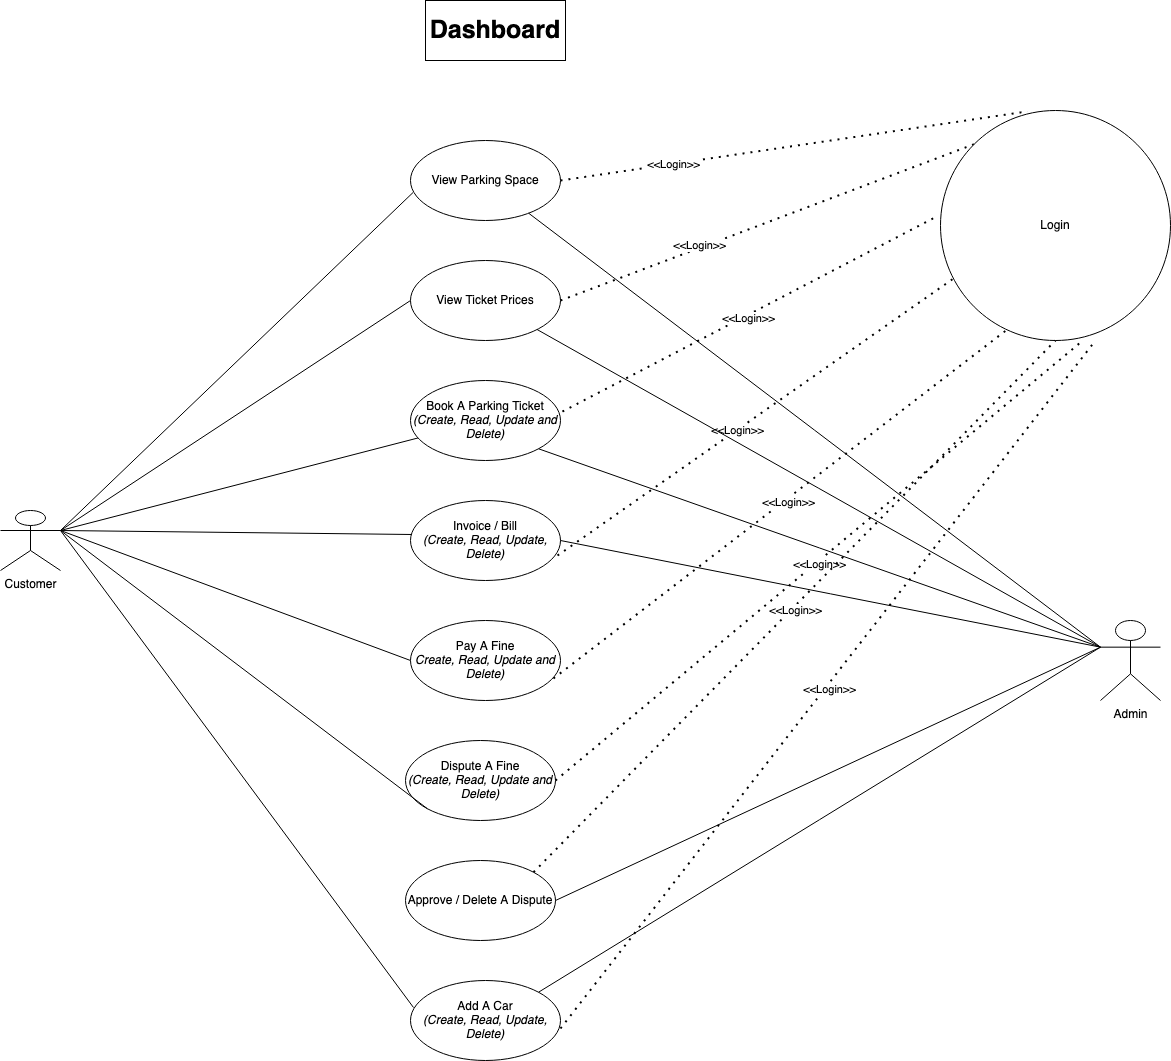 Dashboard
<<Login>>
View Parking Space
Login
<<Login>>
View Ticket Prices
<<Login>>
Book A Parking Ticket
(Create, Read, Update and
Delete)
<<Login>>
<<Login>>
Invoice / Bill
(Create, Read, Update,
Delete)
<<Login>>
Customer
<<Login>>
Pay A Fine
Create, Read, Update and
Delete)
<<Login>>
Admin
Dispute A Fine
(Create, Read, Update and
Delete)
Approve / Delete A Dispute
Add A Car
(Create, Read, Update,
Delete)